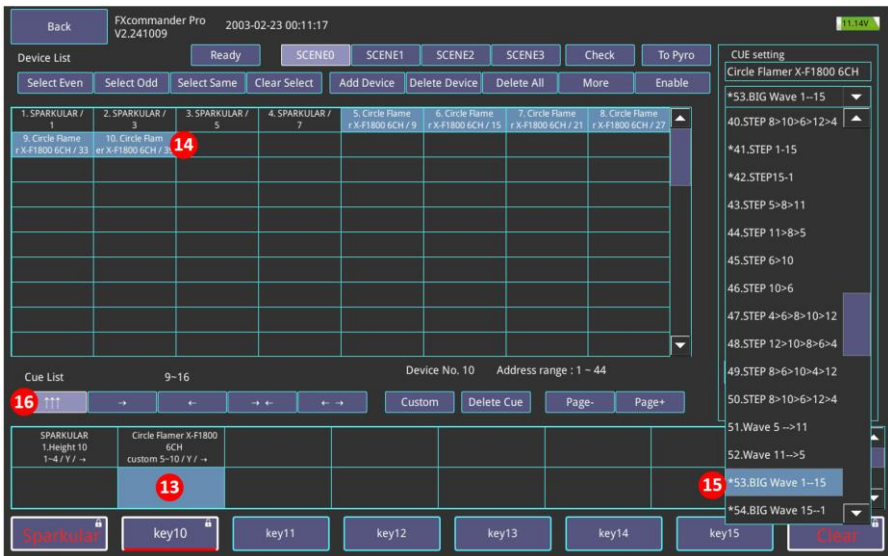 Back
FXcommander Pro
V2.241009
2003-02-23 00:11:17
11.14V
Device List
Ready
SCENE0
SCENE1
SCENE2
SCENE3
Check
To Pyro
Select Even
Select Odd
Select Same
Clear Select
Add Device
Delete Device
Delete All
More
Enable
CUE setting
Circle Flamer X-F1800 6CH
*53.BIG Wave 1--15
1. SPARKULAR /
1
2. SPARKULAR /
3
3. SPARKULAR /
5
4. SPARKULAR /
7
5. Circle Flame
r X-F1800 6CH / 9
6. Circle Flame
r X-F1800 6CH / 15
7. Circle Flame
r X-F1800 6CH / 21
8. Circle Flame
r X-F1800 6CH / 27
9. Circle Flame
r X-F1800 6CH / 33
10. Circle Flam
er X-F1800 6CH / 39
14
40.STEP 8>10>6>12>4
*41.STEP 1-15
*42.STEP15-1
43.STEP 5>8>11
44.STEP 11>8>5
45.STEP 6>10
46.STEP 10>6
47.STEP 4>6>8>10>12
48.STEP 12>10>8>6>4
49.STEP 8>6>10>4>12
50.STEP 8>10>6>12>4
51.Wave 5 -->11
52.Wave 11-->5
15
*53.BIG Wave 1--15
*54.BIG Wave 15--1
Cue List
9~16
Device No. 10
Address range : 1 ~ 44
16
↑↑↑
→
←
→ ←
← →
Custom
Delete Cue
Page-
Page+
SPARKULAR
1.Height 10
1~4 / Y / →
Circle Flamer X-F1800
6CH
custom 5~10 / Y / →
13
Sparkular
key10
key11
key12
key13
key14
key15
Clear